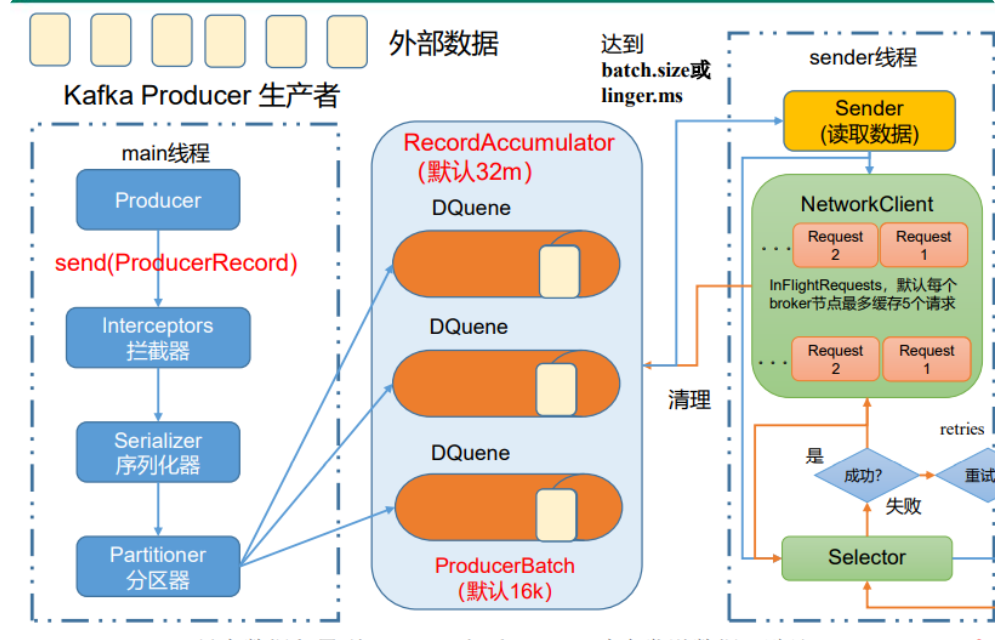 外部数据
Kafka Producer 生产者
main线程
Producer
send(ProducerRecord)
Interceptors
拦截器
Serializer
序列化器
Partitioner
分区器
RecordAccumulator
(默认32m)
DQuene
DQuene
DQuene
ProducerBatch
(默认16k)
达到
batch.size或
linger.ms
清理
sender线程
Sender
(读取数据)
NetworkClient
...
Request
2
Request
1
InFlightRequests，默认每个
broker节点最多缓存5个请求
...
Request
2
Request
1
retries
是
成功?
重试
失败
Selector